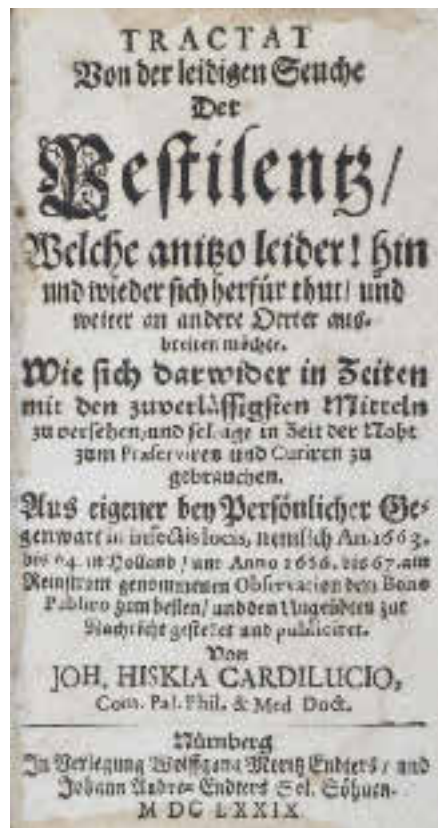 TRACTAT
Von der leidigen Seuche
Der
Pestilentz/
Welche anitzo leider! hin
und wieder sich herfür thut/ und
weiter an andere Oerter aus-
breiten möchte.
Wie sich darwider in Zeiten
mit den zuverlässigsten Mitteln
zu versehen/und selbige in Zeit der Noht
zum Præserviren und Curiren zu
gebrauchen.
Aus eigener bey Persönlicher Ge-
genwart in infectis locis, nemlich An.1663.
bis 64. in Holland/ und Anno 1666. bis 67. am
Reinstrom genommenen Observation dem Bono
Publico zum besten/ und den Ungeübten zur
Nachricht gestellet und publiciret.
Von
JOH. HISKIA CARDILUCIO,
Com. Pal. Phil. & Med Doct.
Nürnberg
In Verlegung Wolffgang Moritz Endters/ und
Johann Andreæ Endters Sel. Söhnen.
M DC LXXIX